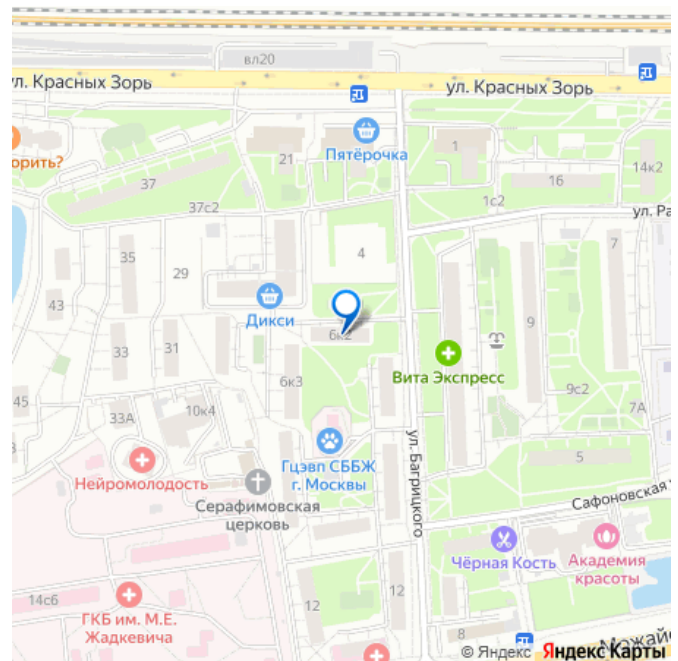 вл20
ул. Красных Зорь
ул. Красных Зорь
Пятёрочка
21
1
14к2
орить?
37
16
37с2
1с2
ул. Ра
4
7
35
29
43
Дикси
9
33
31
6к2
Вита Экспресс
6к3
9с2
45
10к4
7А
33А
5
Гцэвп СББЖ
г. Москвы
ул. Багрицкого
Нейромолодость
Серафимовская
церковь
Сафоновская
Чёрная Кость
Академия
красоты
14с6
12
12
ГКБ им. М.Е.
Жадкевича
8
© Яндекс Яндекс Карты